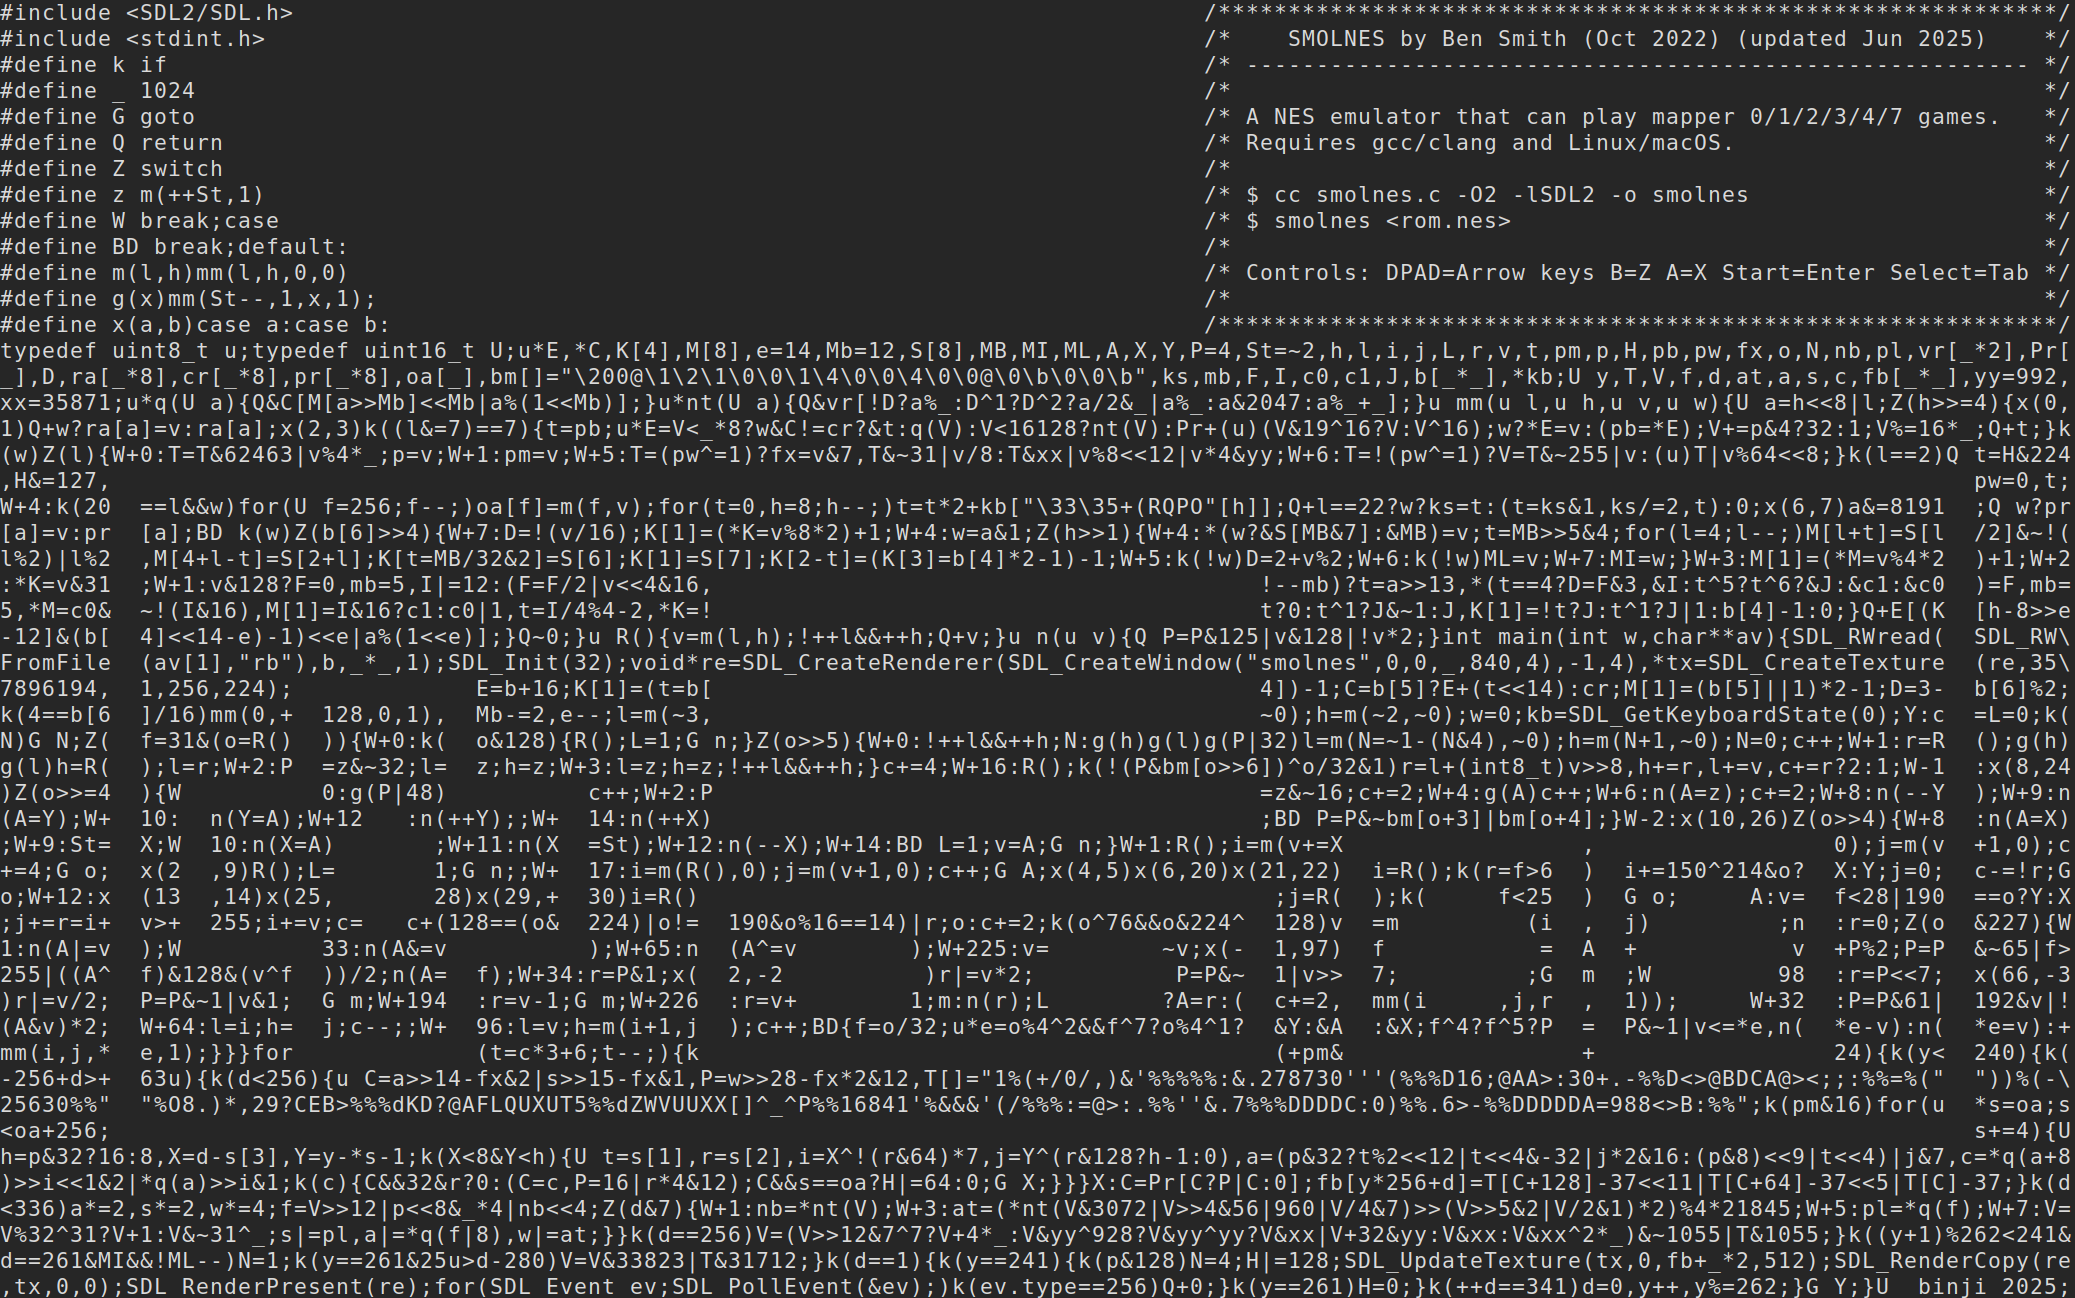 #include <SDL2/SDL.h>                                                                 /************************************************************/
#include <stdint.h>                                                                   /*    SMOLNES by Ben Smith (Oct 2022) (updated Jun 2025)    */
#define k if                                                                          /* -------------------------------------------------------- */
#define _ 1024                                                                        /*                                                          */
#define G goto                                                                        /* A NES emulator that can play mapper 0/1/2/3/4/7 games.   */
#define Q return                                                                      /* Requires gcc/clang and Linux/macOS.                      */
#define Z switch                                                                      /*                                                          */
#define z m(++St,1)                                                                   /* $ cc smolnes.c -O2 -lSDL2 -o smolnes                     */
#define W break;case                                                                  /* $ smolnes <rom.nes>                                      */
#define BD break;default:                                                             /*                                                          */
#define m(l,h)mm(l,h,0,0)                                                             /* Controls: DPAD=Arrow keys B=Z A=X Start=Enter Select=Tab */
#define g(x)mm(St--,1,x,1);                                                           /*                                                          */
#define x(a,b)case a:case b:                                                          /************************************************************/
typedef uint8_t u;typedef uint16_t U;u*E,*C,K[4],M[8],e=14,Mb=12,S[8],MB,MI,ML,A,X,Y,P=4,St=~2,h,l,i,j,L,r,v,t,pm,p,H,pb,pw,fx,o,N,nb,pl,vr[_*2],Pr[
_],D,ra[_*8],cr[_*8],pr[_*8],oa[_],bm[]="\200@\1\2\1\0\0\1\4\0\0\4\0\0@\0\b\0\0\b",ks,mb,F,I,c0,c1,J,b[_*_],*kb;U y,T,V,f,d,at,a,s,c,fb[_*_],yy=992,
xx=35871;u*q(U a){Q&C[M[a>>Mb]<<Mb|a%(1<<Mb)];}u*nt(U a){Q&vr[!D?a%_:D^1?D^2?a/2&_|a%_:a&2047:a%_+_];}u mm(u l,u h,u v,u w){U a=h<<8|l;Z(h>>=4){x(0,
1)Q+w?ra[a]=v:ra[a];x(2,3)k((l&=7)==7){t=pb;u*E=V<_*8?w&C!=cr?&t:q(V):V<16128?nt(V):Pr+(u)(V&19^16?V:V^16);w?*E=v:(pb=*E);V+=p&4?32:1;V%=16*_;Q+t;}k
(w)Z(l){W+0:T=T&62463|v%4*_;p=v;W+1:pm=v;W+5:T=(pw^=1)?fx=v&7,T&~31|v/8:T&xx|v%8<<12|v*4&yy;W+6:T=!(pw^=1)?V=T&~255|v:(u)T|v%64<<8;}k(l==2)Q t=H&224
,H&=127,                                                                                                                                     pw=0,t;
W+4:k(20  ==l&&w)for(U f=256;f--;)oa[f]=m(f,v);for(t=0,h=8;h--;)t=t*2+kb["\33\35+(RQPO"[h]];Q+l==22?w?ks=t:(t=ks&1,ks/=2,t):0;x(6,7)a&=8191  ;Q w?pr
[a]=v:pr  [a];BD k(w)Z(b[6]>>4){W+7:D=!(v/16);K[1]=(*K=v%8*2)+1;W+4:w=a&1;Z(h>>1){W+4:*(w?&S[MB&7]:&MB)=v;t=MB>>5&4;for(l=4;l--;)M[l+t]=S[l  /2]&~!(
l%2)|l%2  ,M[4+l-t]=S[2+l];K[t=MB/32&2]=S[6];K[1]=S[7];K[2-t]=(K[3]=b[4]*2-1)-1;W+5:k(!w)D=2+v%2;W+6:k(!w)ML=v;W+7:MI=w;}W+3:M[1]=(*M=v%4*2  )+1;W+2
:*K=v&31  ;W+1:v&128?F=0,mb=5,I|=12:(F=F/2|v<<4&16,                                       !--mb)?t=a>>13,*(t==4?D=F&3,&I:t^5?t^6?&J:&c1:&c0  )=F,mb=
5,*M=c0&  ~!(I&16),M[1]=I&16?c1:c0|1,t=I/4%4-2,*K=!                                       t?0:t^1?J&~1:J,K[1]=!t?J:t^1?J|1:b[4]-1:0;}Q+E[(K  [h-8>>e
-12]&(b[  4]<<14-e)-1)<<e|a%(1<<e)];}Q~0;}u R(){v=m(l,h);!++l&&++h;Q+v;}u n(u v){Q P=P&125|v&128|!v*2;}int main(int w,char**av){SDL_RWread(  SDL_RW\
FromFile  (av[1],"rb"),b,_*_,1);SDL_Init(32);void*re=SDL_CreateRenderer(SDL_CreateWindow("smolnes",0,0,_,840,4),-1,4),*tx=SDL_CreateTexture  (re,35\
7896194,  1,256,224);             E=b+16;K[1]=(t=b[                                       4])-1;C=b[5]?E+(t<<14):cr;M[1]=(b[5]||1)*2-1;D=3-  b[6]%2;
k(4==b[6  ]/16)mm(0,+  128,0,1),  Mb-=2,e--;l=m(~3,                                       ~0);h=m(~2,~0);w=0;kb=SDL_GetKeyboardState(0);Y:c  =L=0;k(
N)G N;Z(  f=31&(o=R()  )){W+0:k(  o&128){R();L=1;G n;}Z(o>>5){W+0:!++l&&++h;N:g(h)g(l)g(P|32)l=m(N=~1-(N&4),~0);h=m(N+1,~0);N=0;c++;W+1:r=R  ();g(h)
g(l)h=R(  );l=r;W+2:P  =z&~32;l=  z;h=z;W+3:l=z;h=z;!++l&&++h;}c+=4;W+16:R();k(!(P&bm[o>>6])^o/32&1)r=l+(int8_t)v>>8,h+=r,l+=v,c+=r?2:1;W-1  :x(8,24
)Z(o>>=4  ){W          0:g(P|48)          c++;W+2:P                                       =z&~16;c+=2;W+4:g(A)c++;W+6:n(A=z);c+=2;W+8:n(--Y  );W+9:n
(A=Y);W+  10:  n(Y=A);W+12   :n(++Y);;W+  14:n(++X)                                       ;BD P=P&~bm[o+3]|bm[o+4];}W-2:x(10,26)Z(o>>4){W+8  :n(A=X)
;W+9:St=  X;W  10:n(X=A)       ;W+11:n(X  =St);W+12:n(--X);W+14:BD L=1;v=A;G n;}W+1:R();i=m(v+=X                 ,                 0);j=m(v  +1,0);c
+=4;G o;  x(2  ,9)R();L=       1;G n;;W+  17:i=m(R(),0);j=m(v+1,0);c++;G A;x(4,5)x(6,20)x(21,22)  i=R();k(r=f>6  )  i+=150^214&o?  X:Y;j=0;  c-=!r;G
o;W+12:x  (13  ,14)x(25,       28)x(29,+  30)i=R()                                         ;j=R(  );k(     f<25  )  G o;     A:v=  f<28|190  ==o?Y:X
;j+=r=i+  v>+  255;i+=v;c=   c+(128==(o&  224)|o!=  190&o%16==14)|r;o:c+=2;k(o^76&&o&224^  128)v  =m         (i  ,  j)         ;n  :r=0;Z(o  &227){W
1:n(A|=v  );W          33:n(A&=v          );W+65:n  (A^=v        );W+225:v=        ~v;x(-  1,97)  f           =  A  +           v  +P%2;P=P  &~65|f>
255|((A^  f)&128&(v^f  ))/2;n(A=  f);W+34:r=P&1;x(  2,-2          )r|=v*2;          P=P&~  1|v>>  7;         ;G  m  ;W         98  :r=P<<7;  x(66,-3
)r|=v/2;  P=P&~1|v&1;  G m;W+194  :r=v-1;G m;W+226  :r=v+        1;m:n(r);L        ?A=r:(  c+=2,  mm(i     ,j,r  ,  1));     W+32  :P=P&61|  192&v|!
(A&v)*2;  W+64:l=i;h=  j;c--;;W+  96:l=v;h=m(i+1,j  );c++;BD{f=o/32;u*e=o%4^2&&f^7?o%4^1?  &Y:&A  :&X;f^4?f^5?P  =  P&~1|v<=*e,n(  *e-v):n(  *e=v):+
mm(i,j,*  e,1);}}}for             (t=c*3+6;t--;){k                                         (+pm&                 +                 24){k(y<  240){k(
-256+d>+  63u){k(d<256){u C=a>>14-fx&2|s>>15-fx&1,P=w>>28-fx*2&12,T[]="1%(+/0/,)&'%%%%%:&.278730'''(%%%D16;@AA>:30+.-%%D<>@BDCA@><;;:%%=%("  "))%(-\
25630%%"  "%O8.)*,29?CEB>%%%dKD?@AFLQUXUT5%%dZWVUUXX[]^_^P%%16841'%&&&'(/%%%:=@>:.%%''&.7%%%DDDDC:0)%%.6>-%%DDDDDA=988<>B:%%";k(pm&16)for(u  *s=oa;s
<oa+256;                                                                                                                                     s+=4){U
h=p&32?16:8,X=d-s[3],Y=y-*s-1;k(X<8&Y<h){U t=s[1],r=s[2],i=X^!(r&64)*7,j=Y^(r&128?h-1:0),a=(p&32?t%2<<12|t<<4&-32|j*2&16:(p&8)<<9|t<<4)|j&7,c=*q(a+8
)>>i<<1&2|*q(a)>>i&1;k(c){C&&32&r?0:(C=c,P=16|r*4&12);C&&s==oa?H|=64:0;G X;}}}X:C=Pr[C?P|C:0];fb[y*256+d]=T[C+128]-37<<11|T[C+64]-37<<5|T[C]-37;}k(d
<336)a*=2,s*=2,w*=4;f=V>>12|p<<8&_*4|nb<<4;Z(d&7){W+1:nb=*nt(V);W+3:at=(*nt(V&3072|V>>4&56|960|V/4&7)>>(V>>5&2|V/2&1)*2)%4*21845;W+5:pl=*q(f);W+7:V=
V%32^31?V+1:V&~31^_;s|=pl,a|=*q(f|8),w|=at;}}k(d==256)V=(V>>12&7^7?V+4*_:V&yy^928?V&yy^yy?V&xx|V+32&yy:V&xx:V&xx^2*_)&~1055|T&1055;}k((y+1)%262<241&
d==261&MI&&!ML--)N=1;k(y==261&25u>d-280)V=V&33823|T&31712;}k(d==1){k(y==241){k(p&128)N=4;H|=128;SDL_UpdateTexture(tx,0,fb+_*2,512);SDL_RenderCopy(re
,tx,0,0);SDL_RenderPresent(re);for(SDL_Event ev;SDL_PollEvent(&ev);)k(ev.type==256)Q+0;}k(y==261)H=0;}k(++d==341)d=0,y++,y%=262;}G Y;}U  binji_2025;